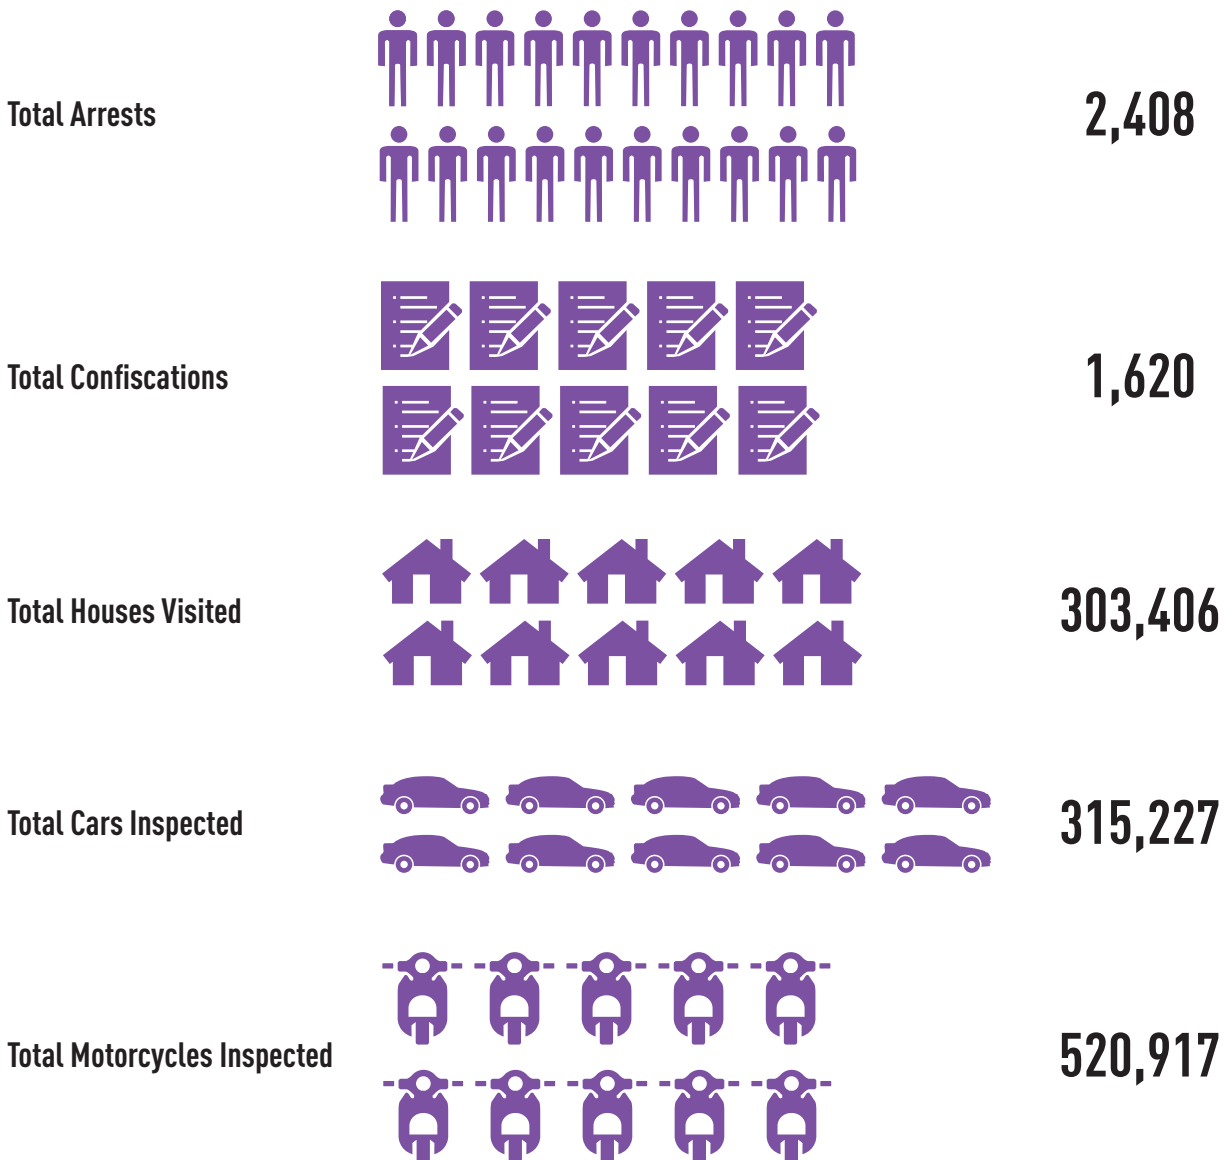 Total Arrests
2,408
Total Confiscations
1,620
Total Houses Visited
303,406
Total Cars Inspected
315,227
Total Motorcycles Inspected
520,917